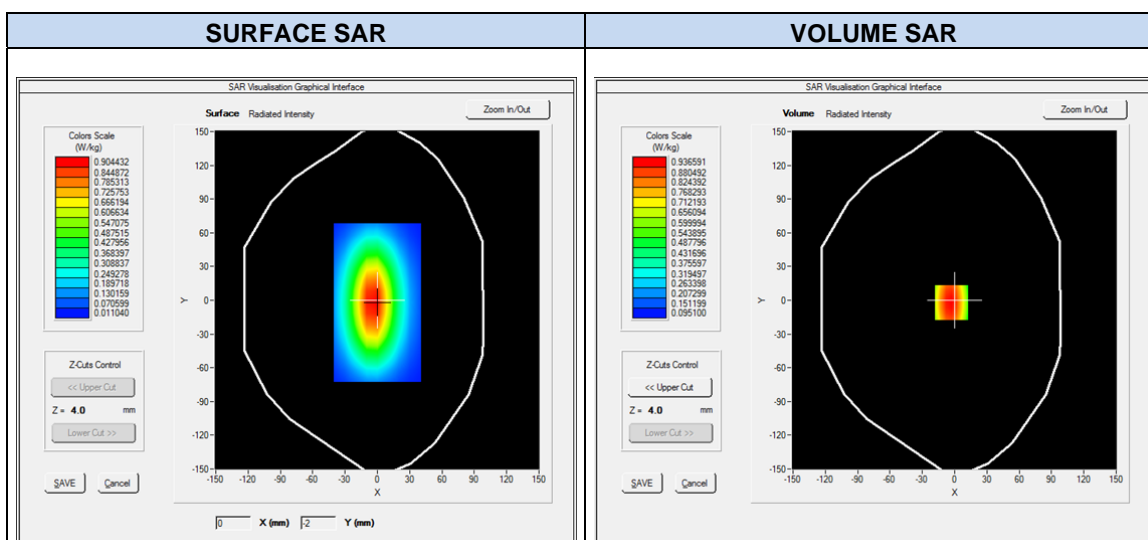 SURFACE SAR
VOLUME SAR
SAR Visualisation Graphical Interface
Surface Radiated Intensity
Zoom In/Out
Colors Scale
(W/kg)
0.904432
0.844872
0.785313
0.725753
0.666194
0.606634
0.547075
0.487515
0.427956
0.368397
0.308837
0.249278
0.189718
0.130159
0.070599
0.011040
150
120
90
60
30
0
-30
-60
-90
-120
-150
Y
-150 -120 -90 -60 -30 0 30 60 90 120 150
X
Z-Cuts Control
<< Upper Cut
Z = 4.0 mm
Lower Cut >>
SAVE Cancel
0 X (mm) -2 Y (mm)
SAR Visualisation Graphical Interface
Volume Radiated Intensity
Zoom In/Out
Colors Scale
(W/kg)
0.936591
0.880492
0.824392
0.768293
0.712193
0.656094
0.599994
0.543895
0.487796
0.431696
0.375597
0.319497
0.263398
0.207299
0.151199
0.095100
150
120
90
60
30
0
-30
-60
-90
-120
-150
Y
-150 -120 -90 -60 -30 0 30 60 90 120 150
X
Z-Cuts Control
<< Upper Cut
Z = 4.0 mm
Lower Cut >>
SAVE Cancel